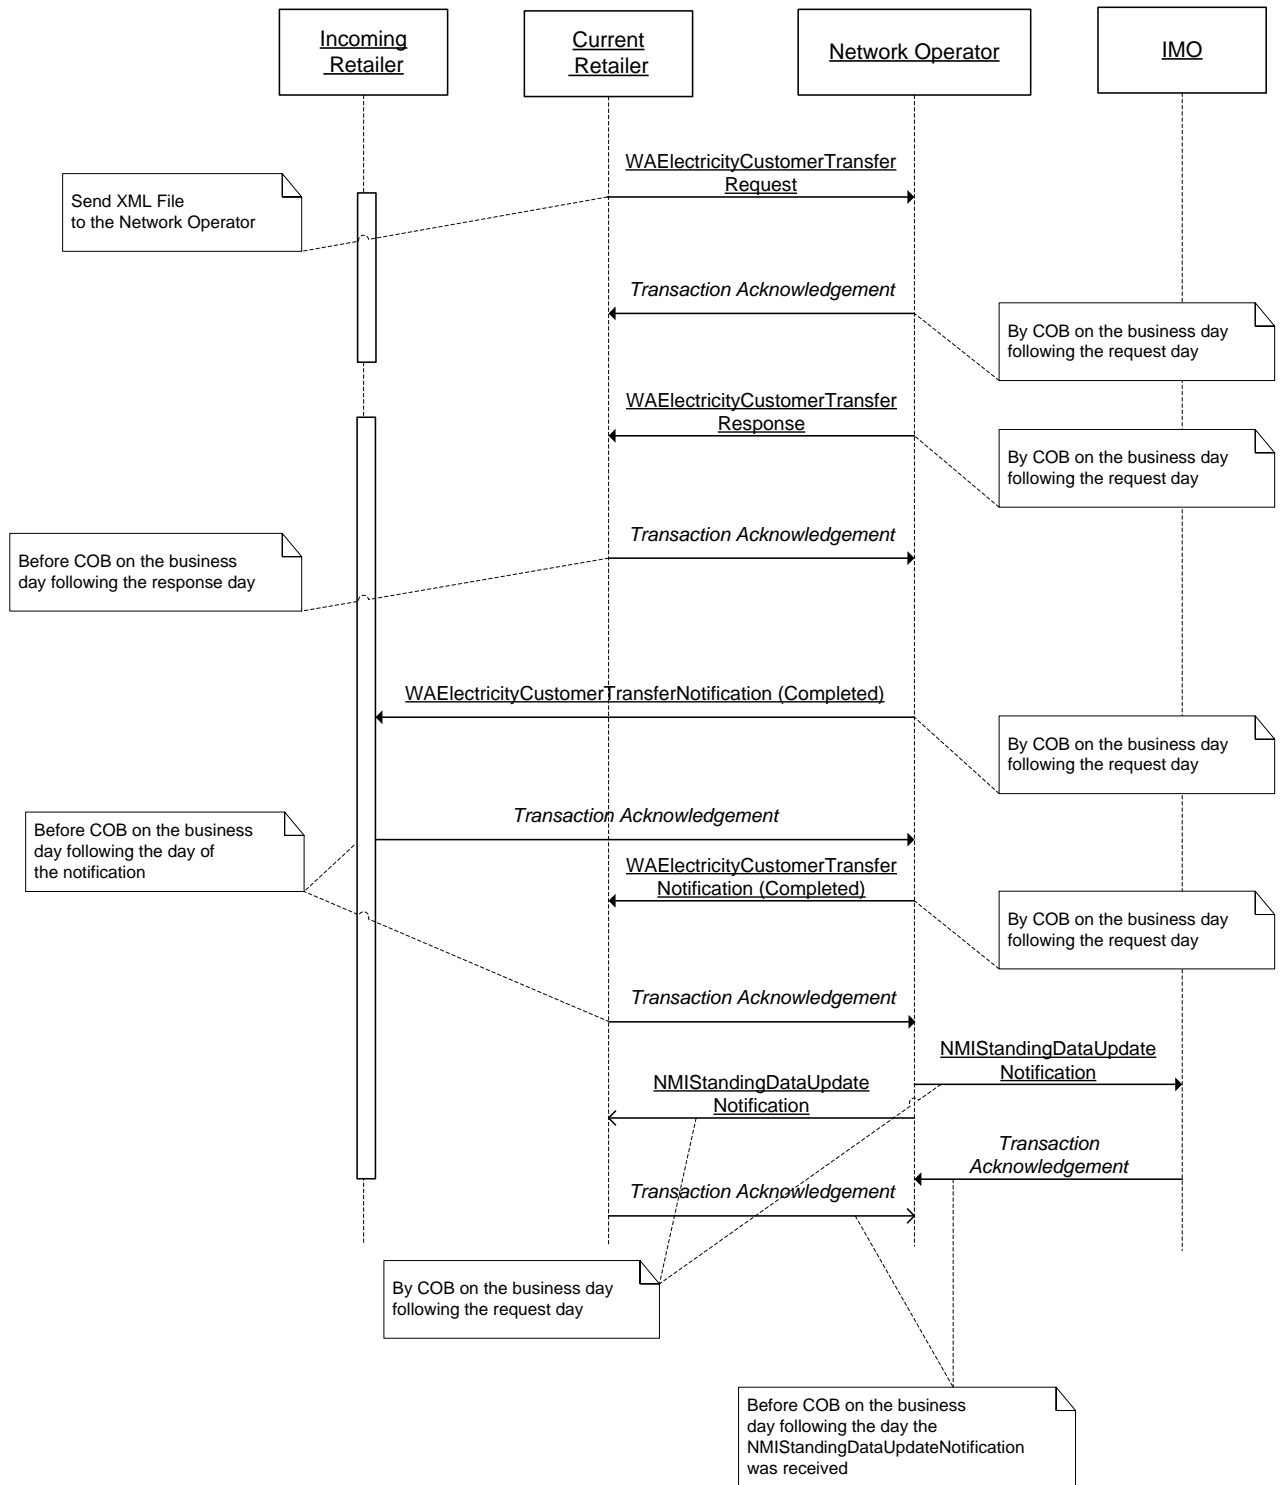 Incoming
Retailer
Current
Retailer
Network Operator
IMO
WAElectricityCustomerTransfer
Request
Send XML File
to the Network Operator
Transaction Acknowledgement
By COB on the business day
following the request day
WAElectricityCustomerTransfer
Response
By COB on the business day
following the request day
Transaction Acknowledgement
Before COB on the business
day following the response day
WAElectricityCustomerTransferNotification (Completed)
By COB on the business day
following the request day
Transaction Acknowledgement
Before COB on the business
day following the day of
the notification
WAElectricityCustomerTransfer
Notification (Completed)
By COB on the business day
following the request day
Transaction Acknowledgement
NMIStandingDataUpdate
Notification
NMIStandingDataUpdate
Notification
Transaction
Acknowledgement
Transaction Acknowledgement
By COB on the business day
following the request day
Before COB on the business
day following the day the
NMIStandingDataUpdateNotification
was received